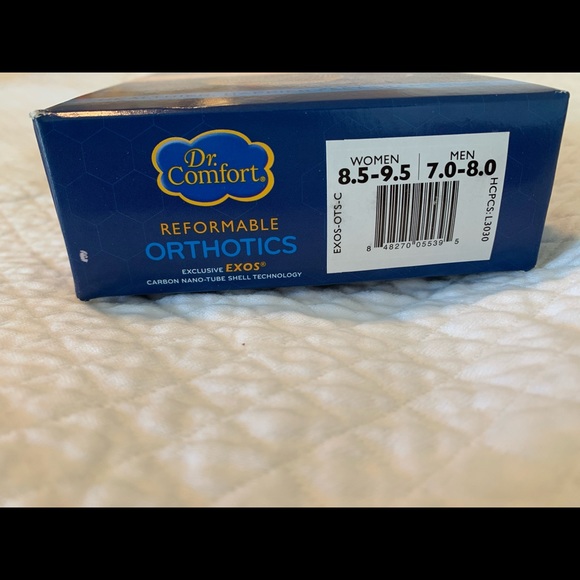 Dr.
Comfort®
REFORMABLE
ORTHOTICS
EXCLUSIVE EXOS®
CARBON NANO-TUBE SHELL TECHNOLOGY
WOMEN
8.5-9.5
MEN
7.0-8.0
EXOS-OTS-C
8 48270 05539 5
HCPCS:L3030